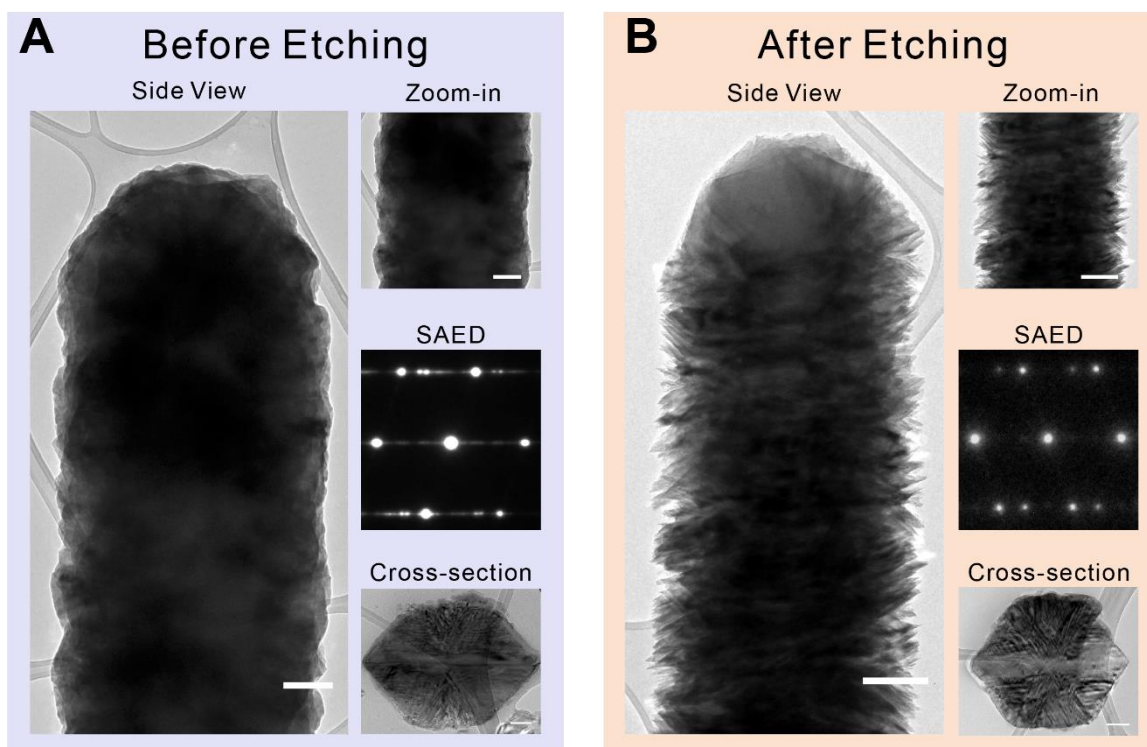 A
Before Etching
Side View
Zoom-in
SAED
Cross-section
B
After Etching
Side View
Zoom-in
SAED
Cross-section